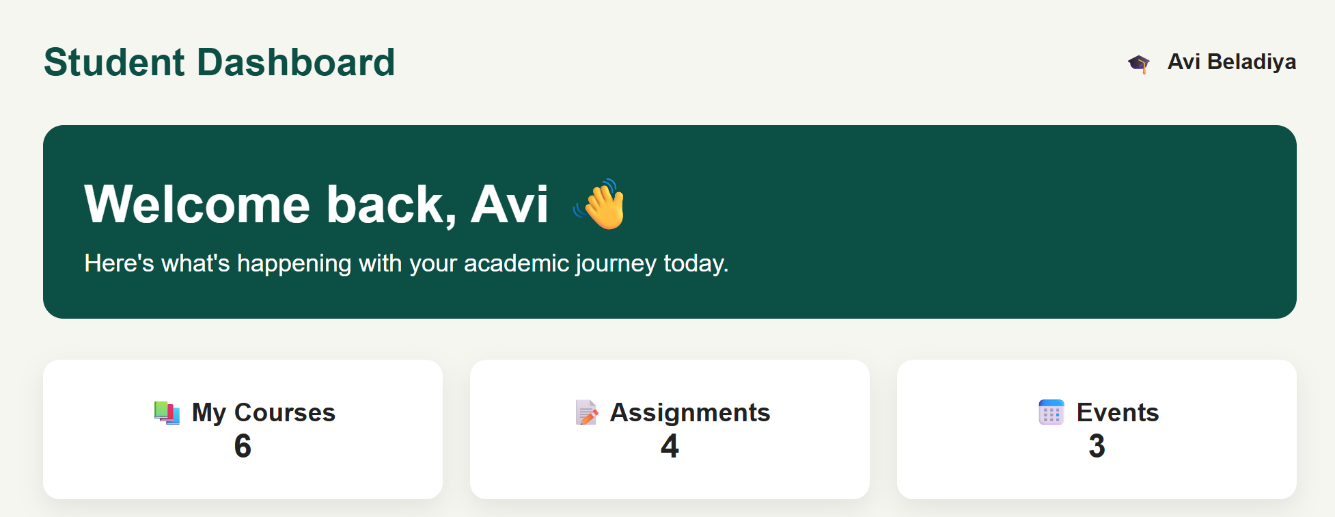 Student Dashboard
🎓 Avi Beladiya
Welcome back, Avi 👋
Here's what's happening with your academic journey today.
📚 My Courses
6
📝 Assignments
4
📅 Events
3